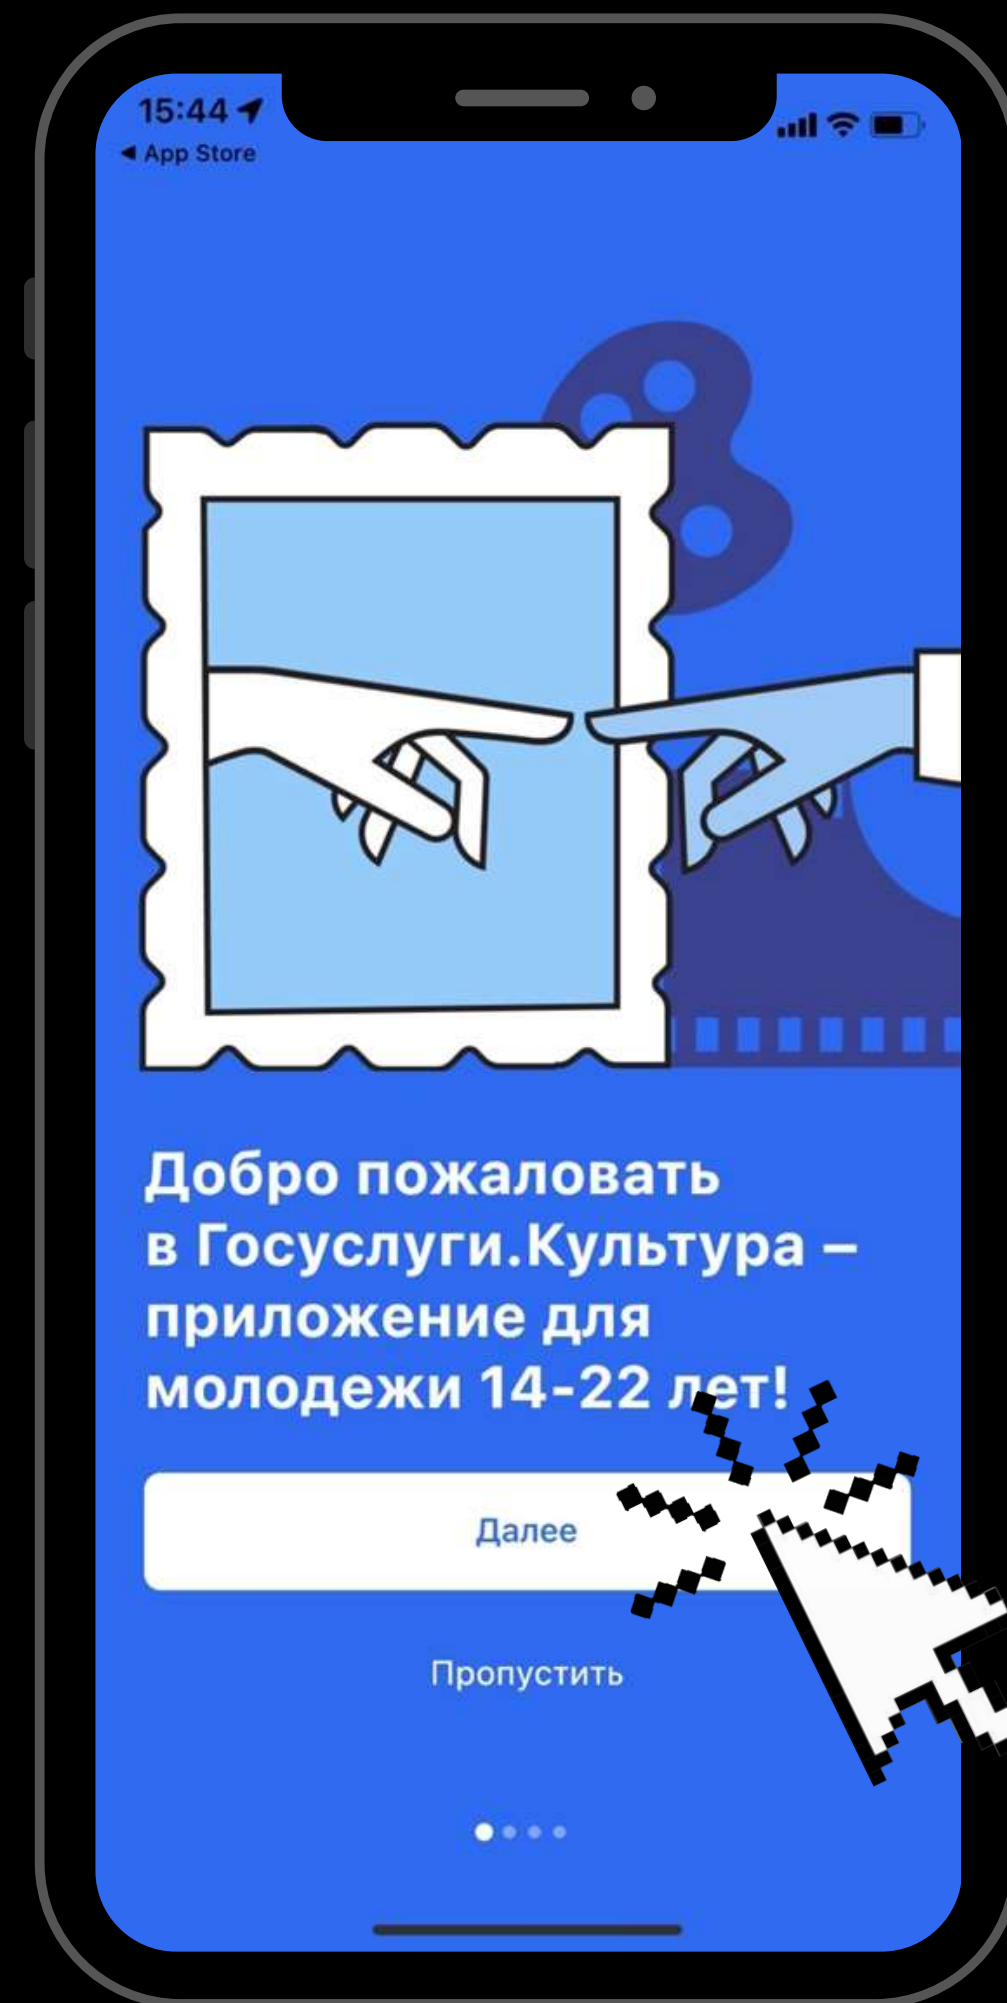 15:44
◀ App Store
Добро пожаловать
в Госуслуги.Культура –
приложение для
молодежи 14-22 лет!
Далее
Пропустить